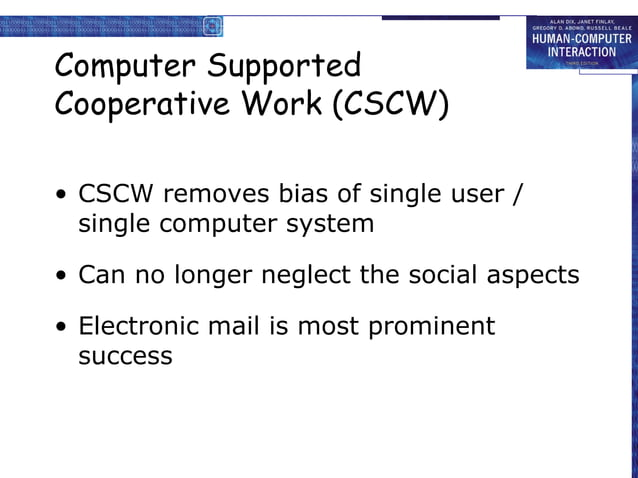 ALAN DIX, JANET FINLAY,
GREGORY D. ABOWD, RUSSELL BEALE
HUMAN-COMPUTER
INTERACTION
THIRD EDITION
Computer Supported
Cooperative Work (CSCW)
• CSCW removes bias of single user /
single computer system
• Can no longer neglect the social aspects
• Electronic mail is most prominent
success